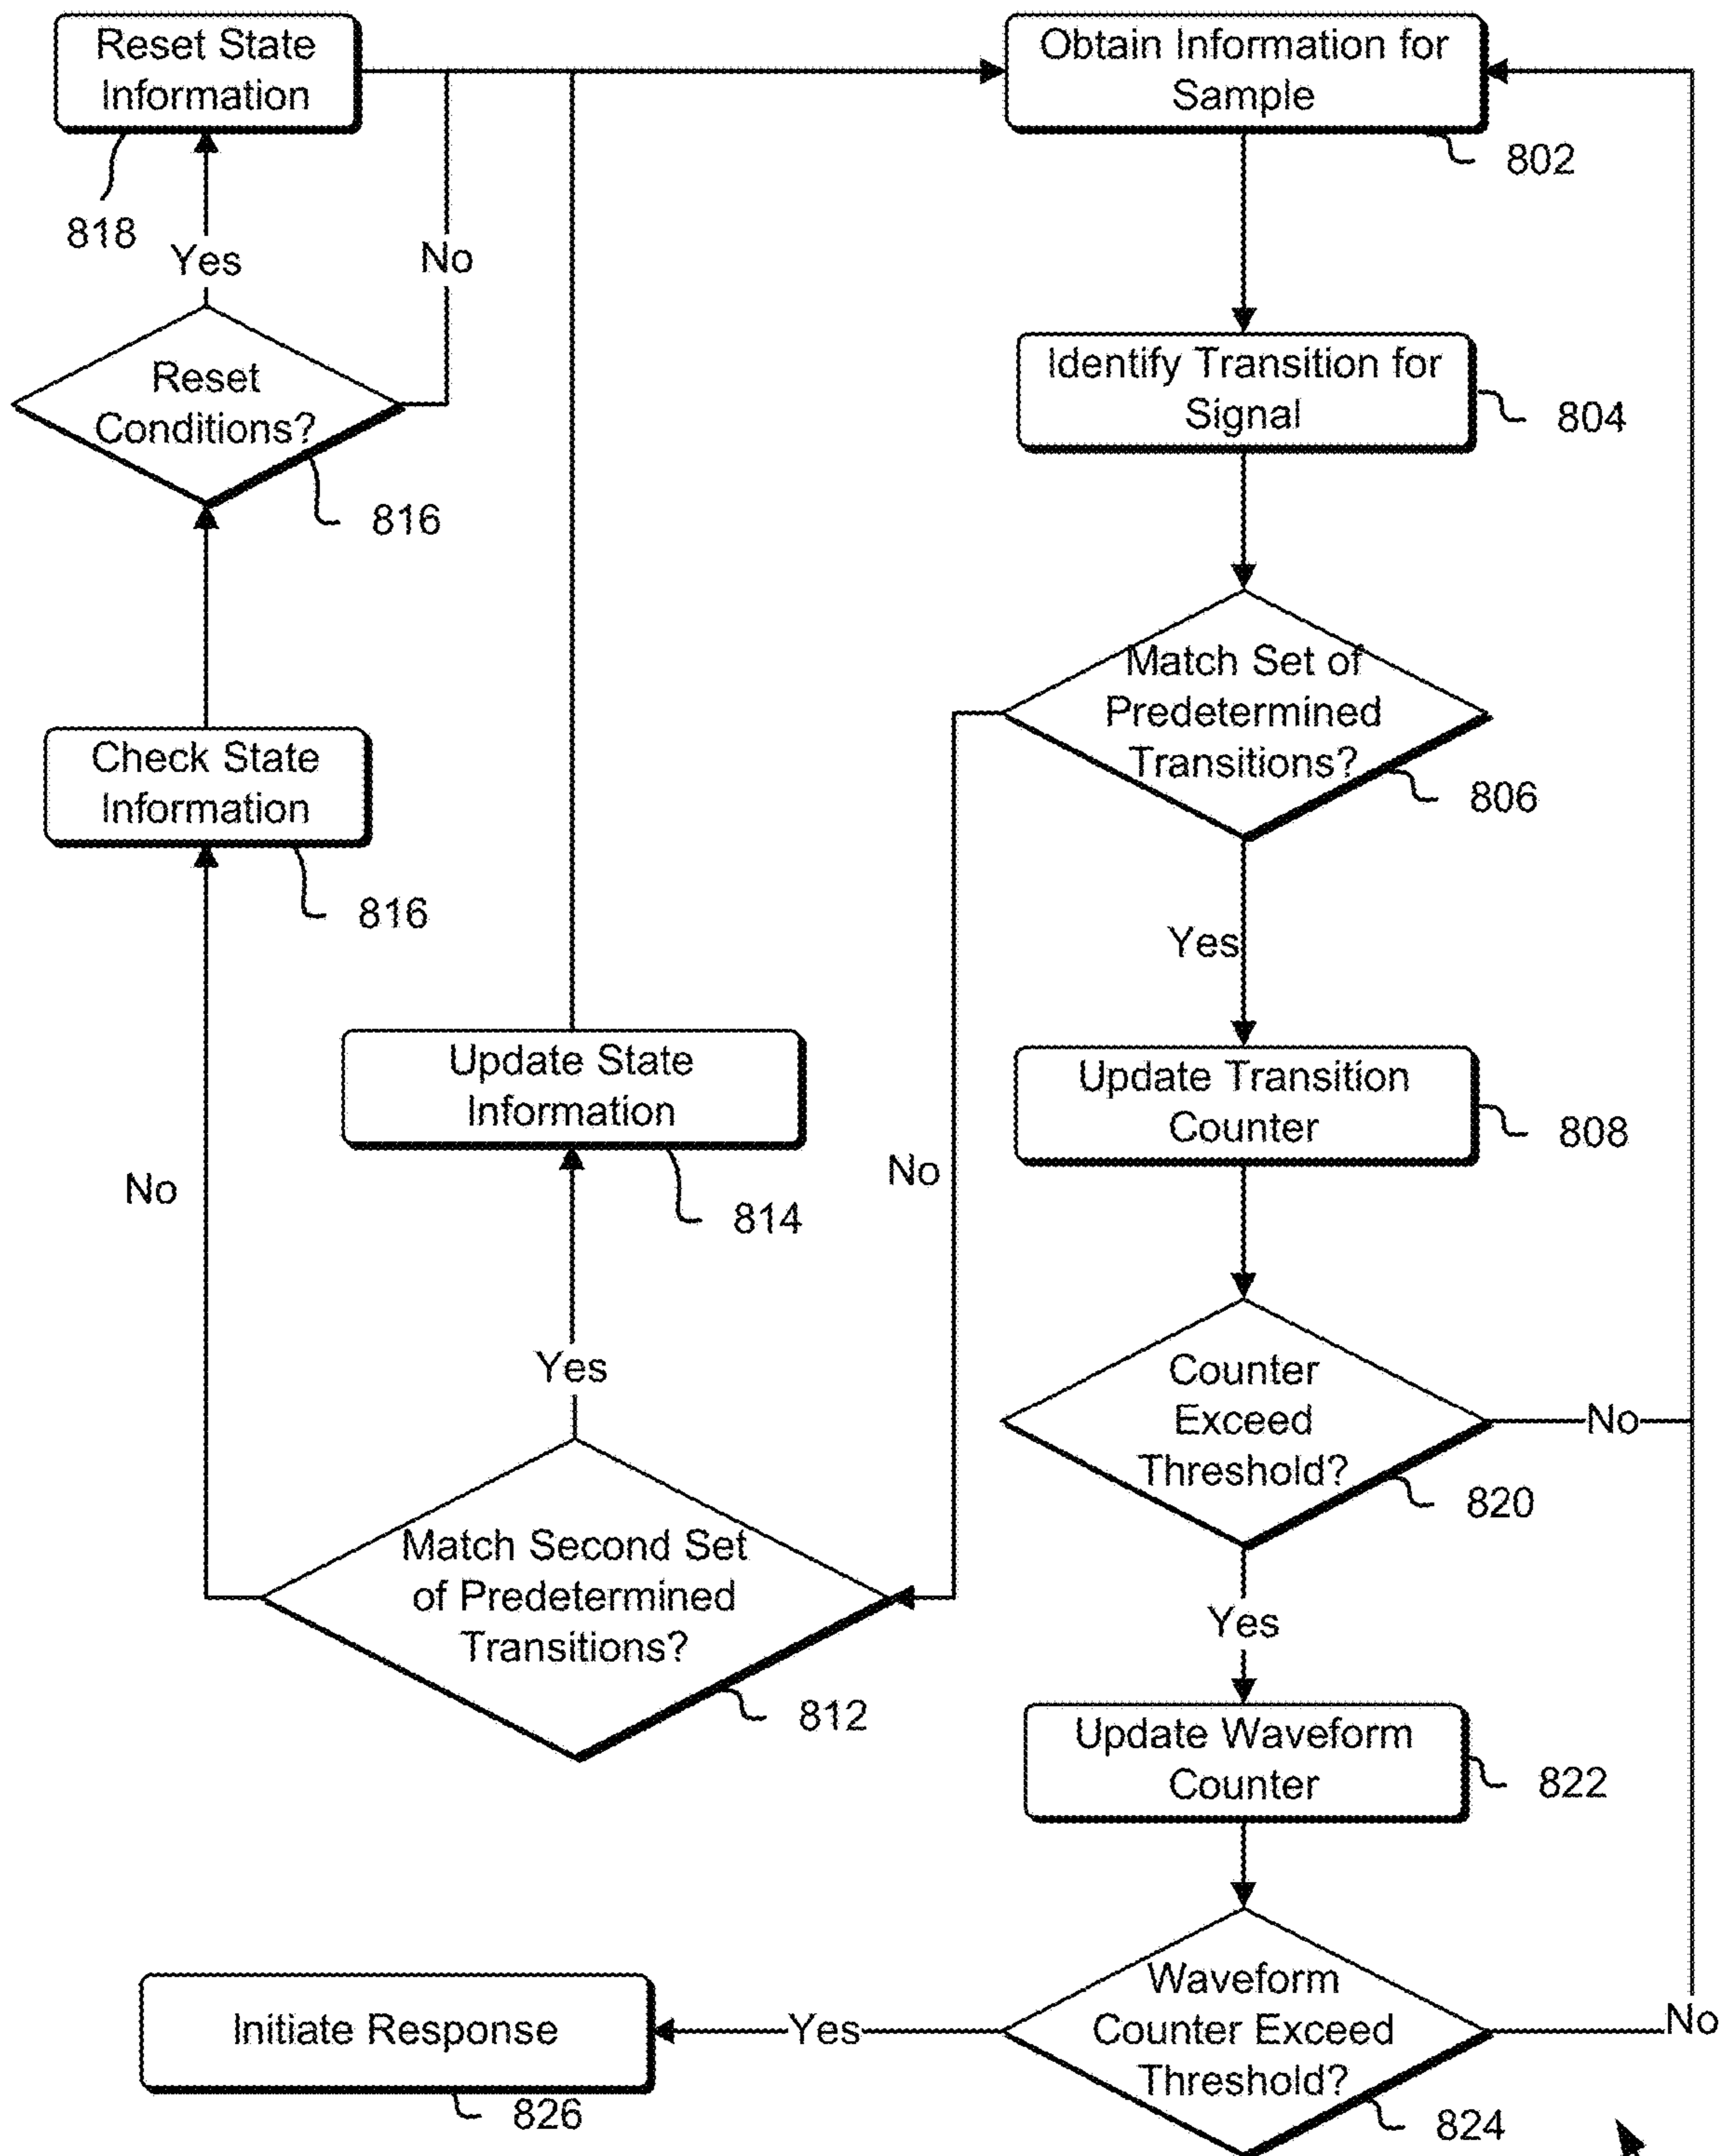 Reset State
Information
818
Obtain Information for
Sample
802
Yes
No
Identify Transition for
Signal
804
Reset
Conditions?
816
Match Set of
Predetermined
Transitions?
806
Check State
Information
816
Yes
Update State
Information
814
Update Transition
Counter
808
No
No
Yes
Counter
Exceed
Threshold?
820
No
Match Second Set
of Predetermined
Transitions?
812
Yes
Update Waveform
Counter
822
Waveform
Counter Exceed
Threshold?
824
No
Yes
Initiate Response
826